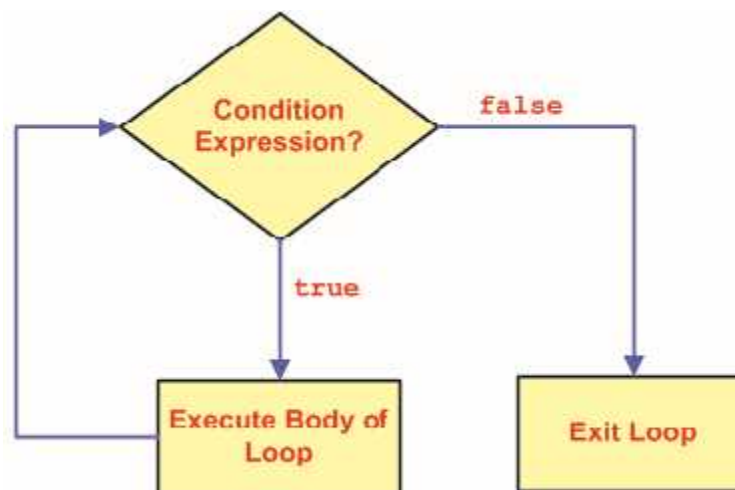 Condition
Expression?
false
true
Execute Body of
Loop
Exit Loop